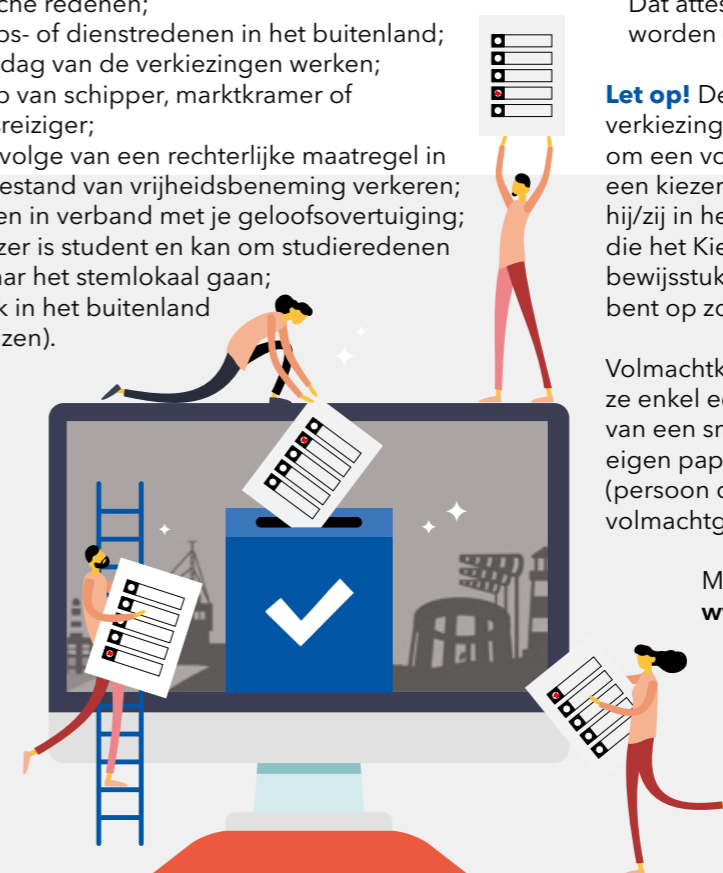 che redenen;
ps- of dienstredenen in het buitenland;
dag van de verkiezingen werken;
p van schipper, marktkramer of
sreiziger;
volge van een rechterlijke maatregel in
estand van vrijheidsbeneming verkeren;
en in verband met je geloofsovertuiging;
zer is student en kan om studieredenen
ar het stemlokaal gaan;
k in het buitenland
izen).
Dat attes
worden
Let op! De
verkiezing
om een vo
een kiezer
hij/zij in he
die het Kie
bewijsstuk
bent op zo
Volmachtk
ze enkel e
van een sm
eigen pap
(persoon d
volmachtg
M
w